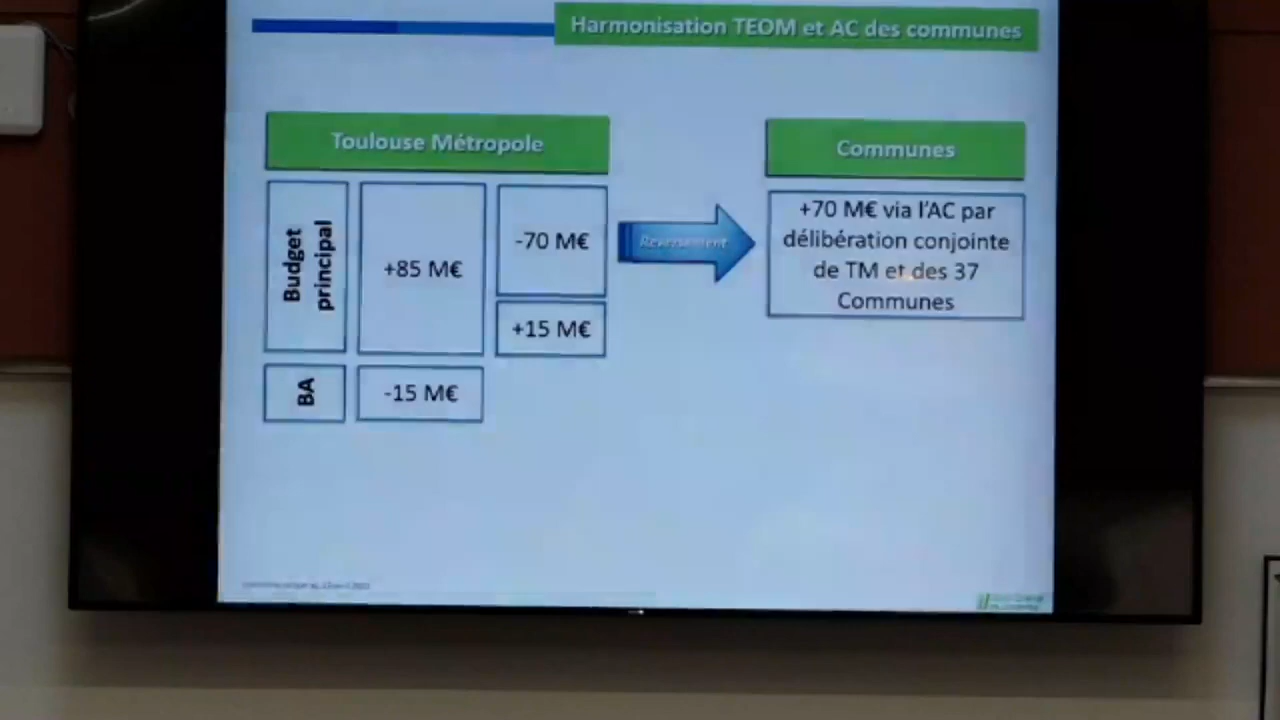 Harmonisation TEOM et AC des communes
Toulouse Métropole
Communes
Budget
principal
+85 M€
-70 M€
+15 M€
Reversement
+70 M€ via l'AC par
délibération conjointe
de TM et des 37
Communes
BA
-15 M€